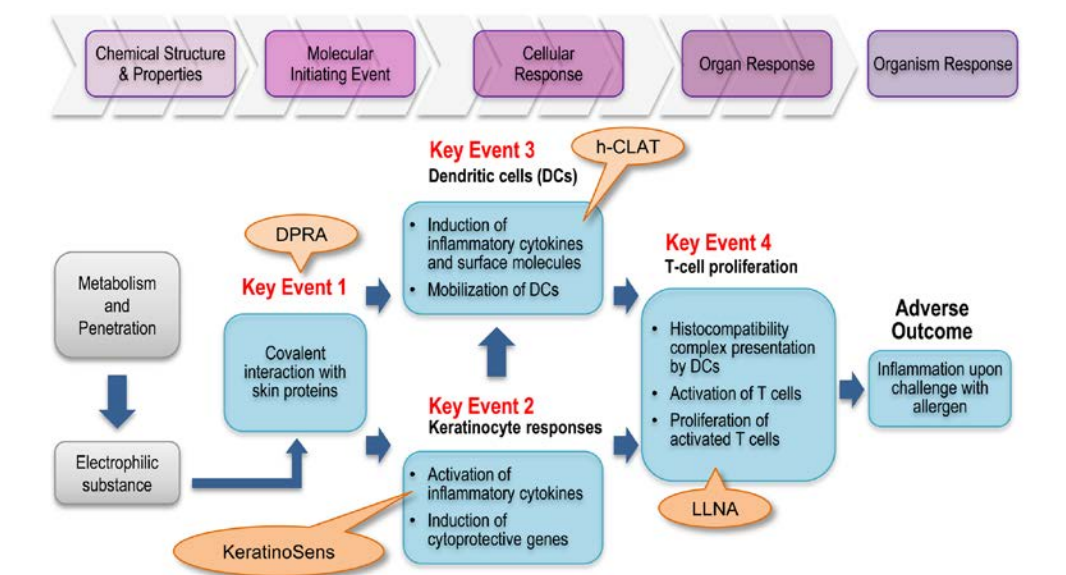 Chemical Structure
& Properties
Molecular
Initiating Event
Cellular
Response
Organ Response
Organism Response
Key Event 3
Dendritic cells (DCs)
h-CLAT
• Induction of
inflammatory cytokines
and surface molecules
• Mobilization of DCs
DPRA
Key Event 1
Covalent
interaction with
skin proteins
Metabolism
and
Penetration
Electrophilic
substance
Key Event 2
Keratinocyte responses
• Activation of
inflammatory cytokines
• Induction of
cytoprotective genes
KeratinoSens
Key Event 4
T-cell proliferation
• Histocompatibility
complex presentation
by DCs
• Activation of T cells
• Proliferation of
activated T cells
LLNA
Adverse
Outcome
Inflammation upon
challenge with
allergen